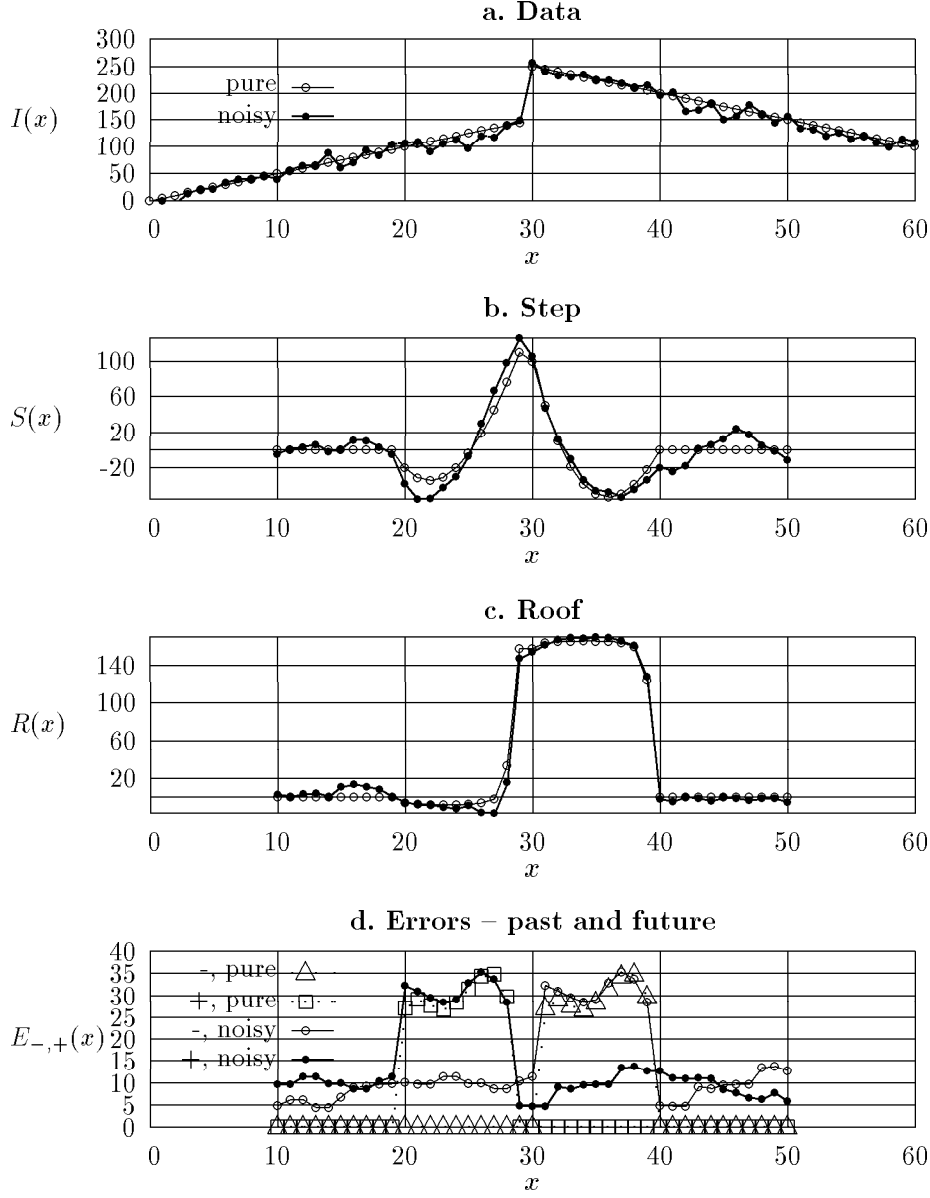 a. Data
300
250
200
150
100
50
0
I(x)
pure
noisy
0 10 20 30 40 50 60
x
b. Step
100
60
20
-20
S(x)
0 10 20 30 40 50 60
x
c. Roof
140
100
60
20
R(x)
0 10 20 30 40 50 60
x
d. Errors – past and future
40
35
30
25
20
15
10
5
0
E−,+(x)
-, pure
+, pure
-, noisy
+, noisy
0 10 20 30 40 50 60
x